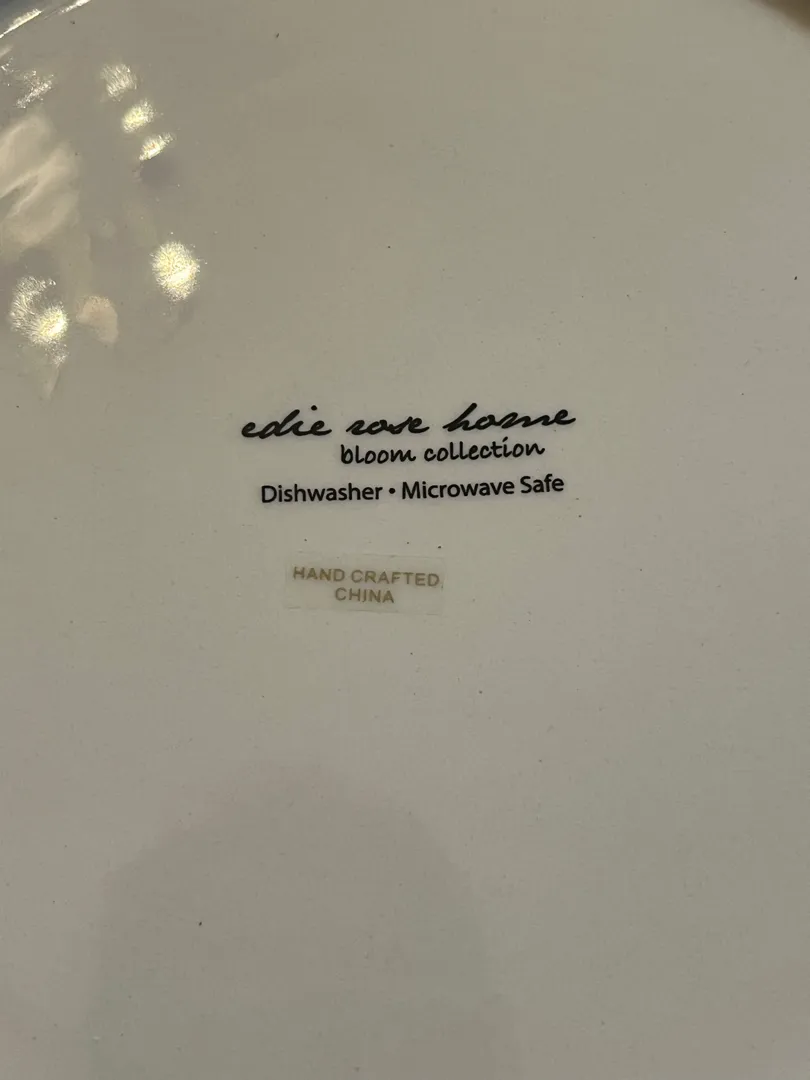 edie rose home
bloom collection
Dishwasher • Microwave Safe
HAND CRAFTED
CHINA